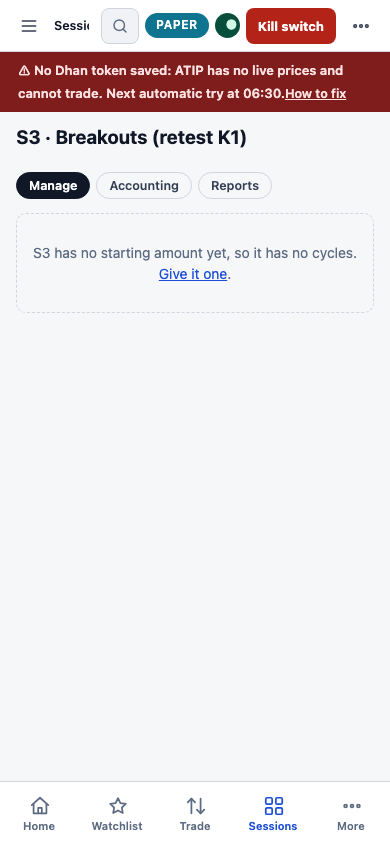 PAPER
Kill switch
⚠ No Dhan token saved: ATIP has no live prices and
cannot trade. Next automatic try at 06:30.How to fix
S3 · Breakouts (retest K1)
Manage
Accounting
Reports
S3 has no starting amount yet, so it has no cycles.
Give it one.
Home
Watchlist
Trade
Sessions
More